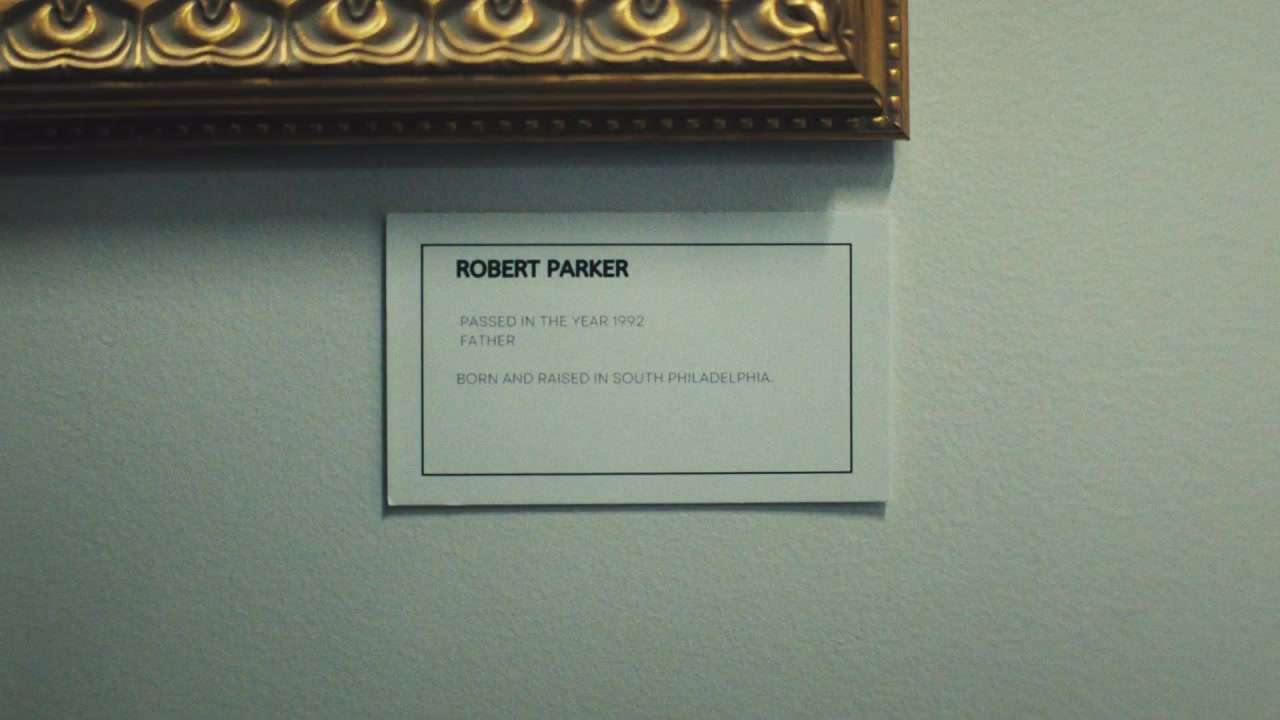 ROBERT PARKER
PASSED IN THE YEAR 1992
FATHER
BORN AND RAISED IN SOUTH PHILADELPHIA.